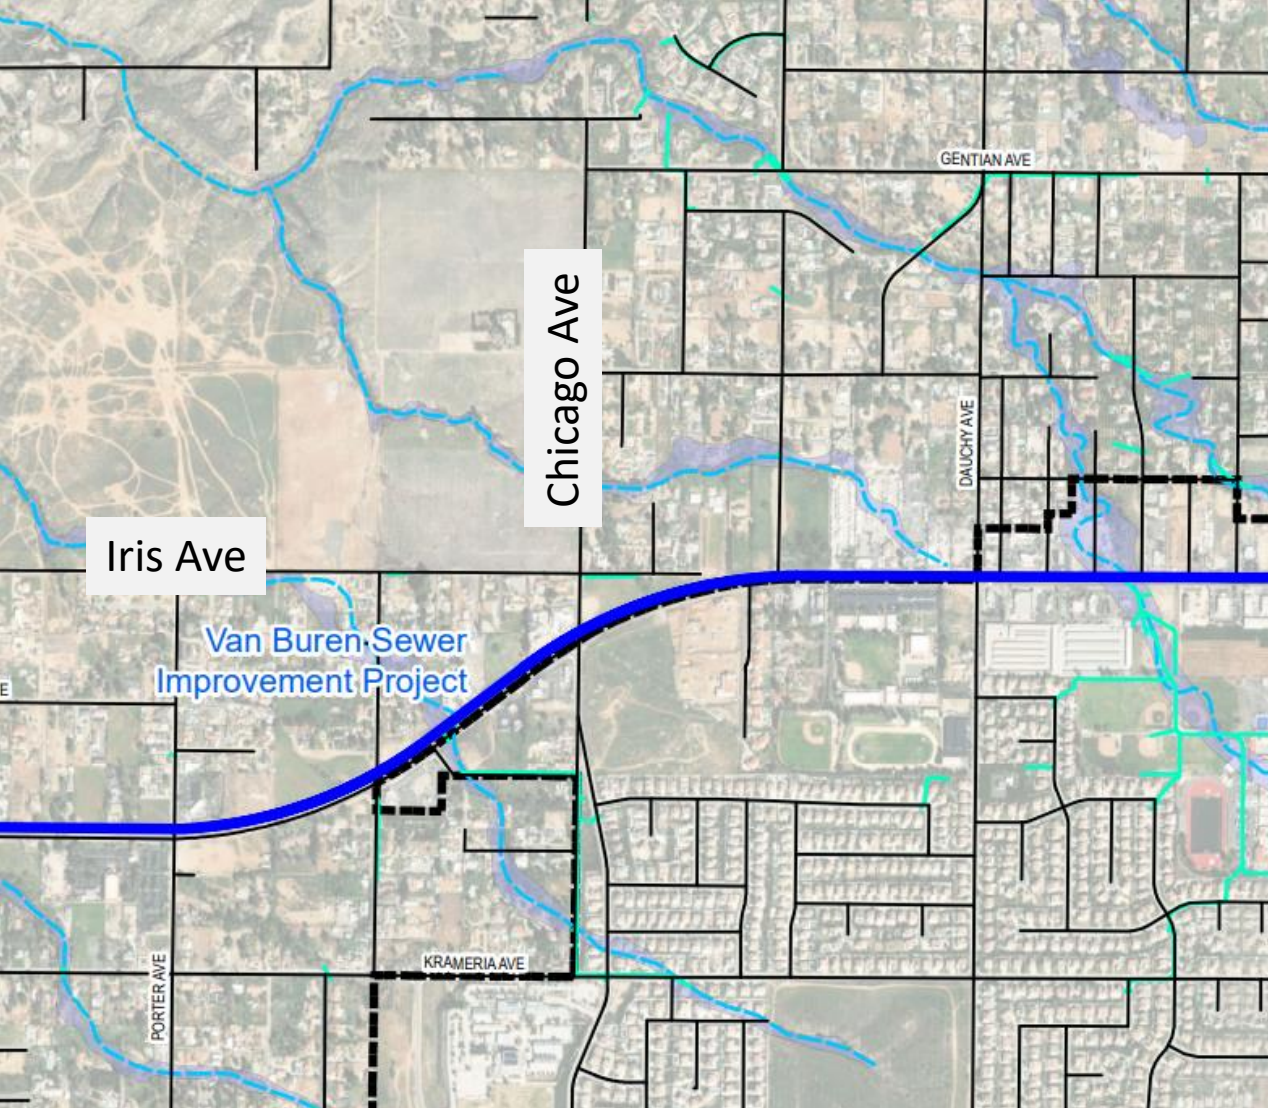 GENTIAN AVE
Chicago Ave
DAUCHY AVE
Iris Ave
Van Buren Sewer
Improvement Project
E
KRAMERIA AVE
PORTER AVE